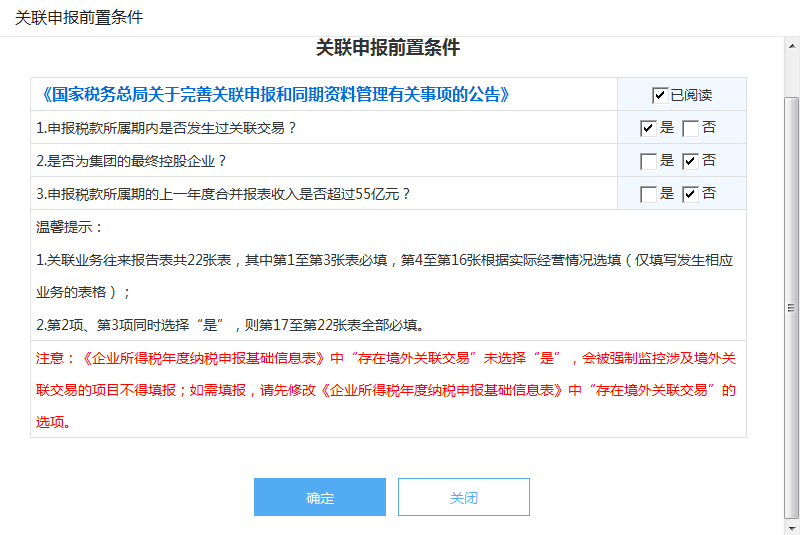 关联申报前置条件
关联申报前置条件
《国家税务总局关于完善关联申报和同期资料管理有关事项的公告》 已阅读
1.申报税款所属期内是否发生过关联交易？ 是 否
2.是否为集团的最终控股企业？ 是 否
3.申报税款所属期的上一年度合并报表收入是否超过55亿元？ 是 否
温馨提示：
1.关联业务往来报告表共22张表，其中第1至第3张表必填，第4至第16张根据实际经营情况选填（仅填写发生相应
业务的表格）；
2.第2项、第3项同时选择“是”，则第17至第22张表全部必填。
注意：《企业所得税年度纳税申报基础信息表》中“存在境外关联交易”未选择“是”，会被强制监控涉及境外关
联交易的项目不得填报；如需填报，请先修改《企业所得税年度纳税申报基础信息表》中“存在境外关联交易”的
选项。
确定 关闭